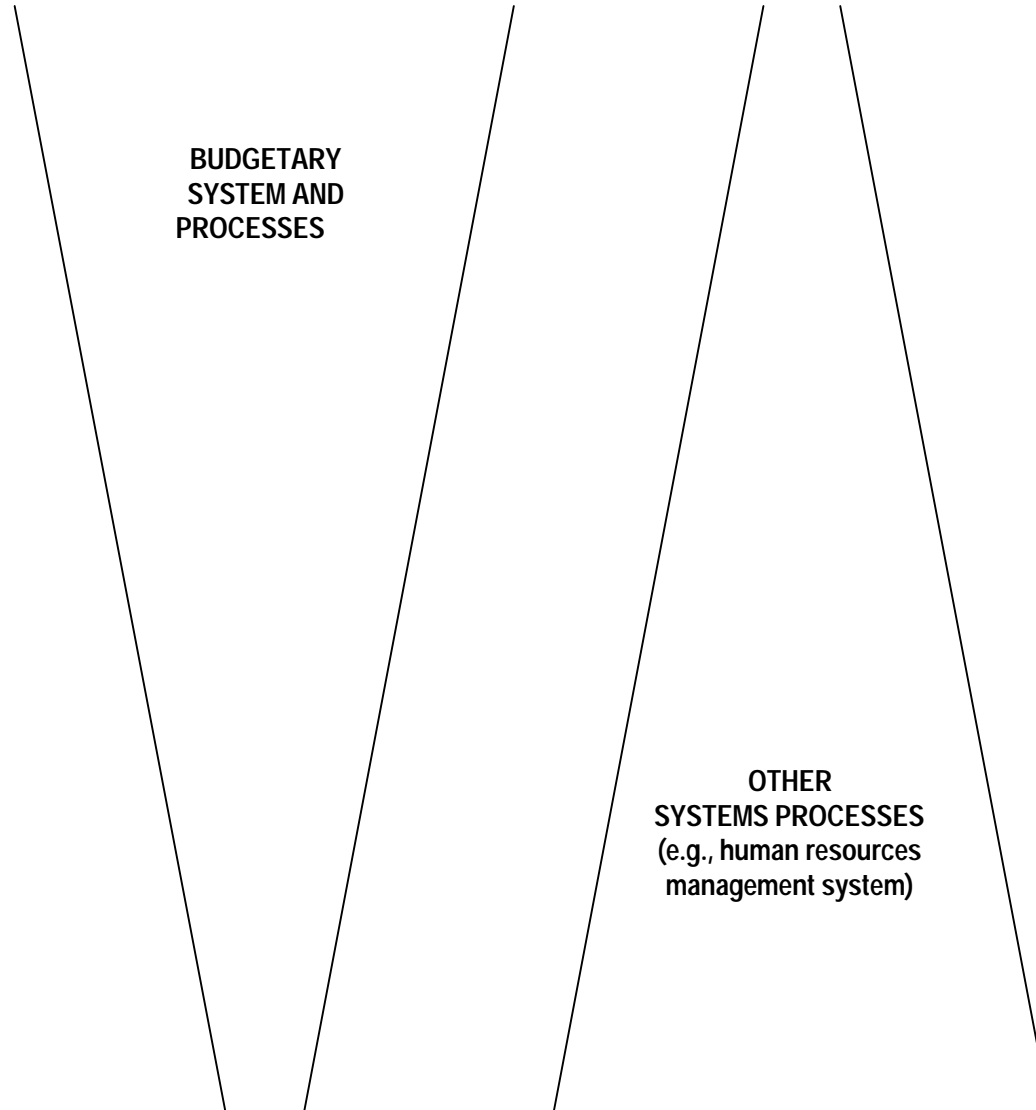 BUDGETARY
SYSTEM AND
PROCESSES
OTHER
SYSTEMS PROCESSES
(e.g., human resources
management system)